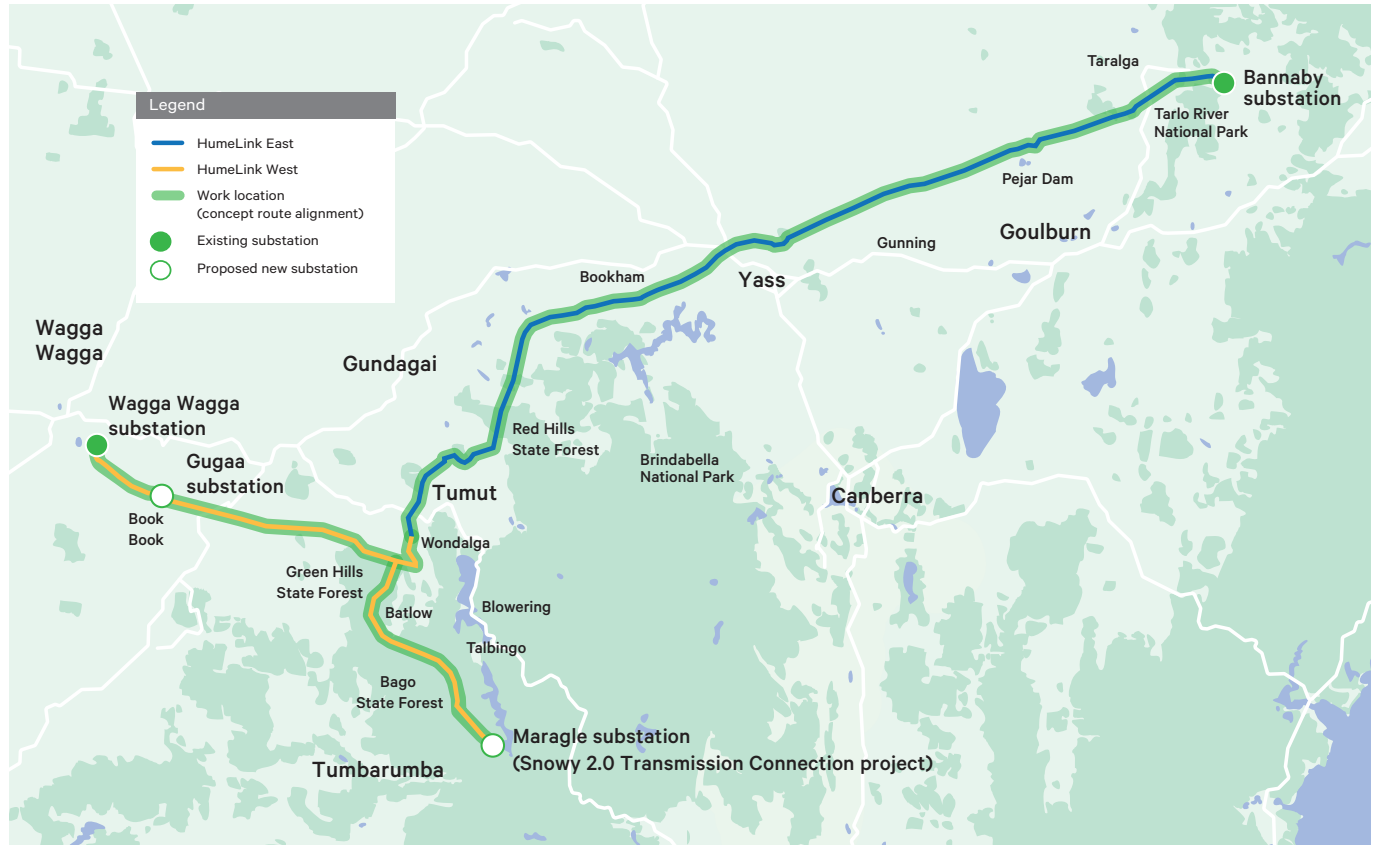 Legend
HumeLink East
HumeLink West
Work location
(concept route alignment)
Existing substation
Proposed new substation
Taralga
Bannaby
substation
Tarlo River
National Park
Pejar Dam
Goulburn
Gunning
Yass
Bookham
Wagga
Wagga
Gundagai
Wagga Wagga
substation
Gugaa
substation
Book
Book
Red Hills
State Forest
Brindabella
National Park
Tumut
Canberra
Wondalga
Green Hills
State Forest
Batlow
Blowering
Talbingo
Bago
State Forest
Maragle substation
(Snowy 2.0 Transmission Connection project)
Tumbarumba